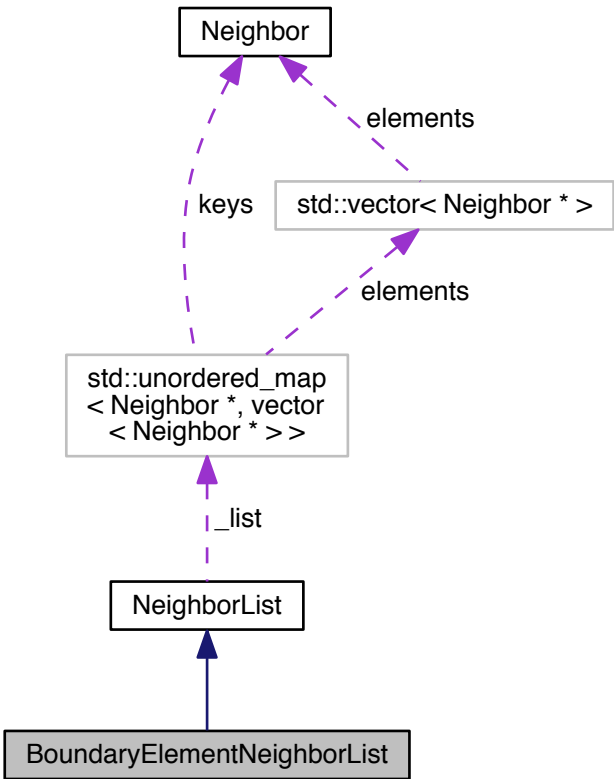 Neighbor
elements
keys
std::vector< Neighbor * >
elements
std::unordered_map
< Neighbor *, vector
< Neighbor * > >
_list
NeighborList
BoundaryElementNeighborList